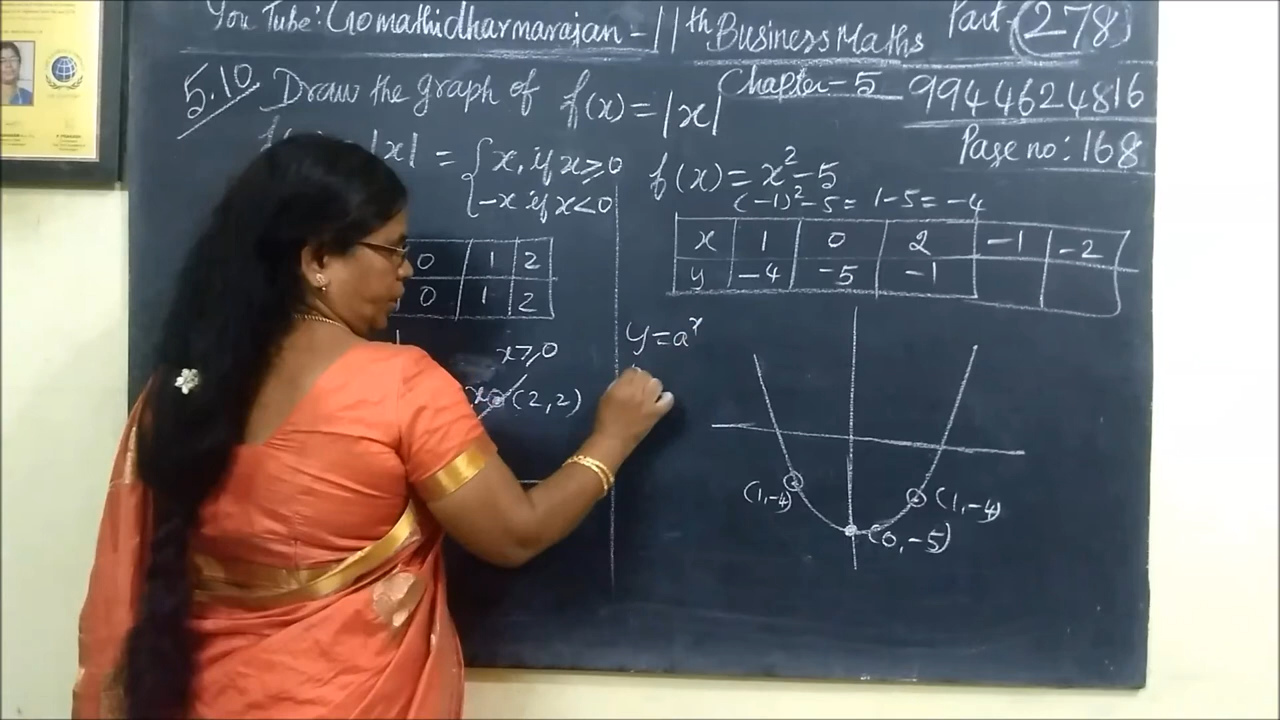 You Tube: Gomathidharmarajan - 11th Business Maths Part - 278
Chapter - 5 9944624816
Page no: 168
5.10 Draw the graph of f(x) = |x|
|x| = { x, if x ≥ 0
-x if x < 0
0 1 2
0 1 2
x ≥ 0
(2, 2)
f(x) = x² - 5
(-1)² - 5 = 1 - 5 = -4
x 1 0 2 -1 -2
y -4 -5 -1
y = aˣ
(1, -4) (1, -4)
(0, -5)